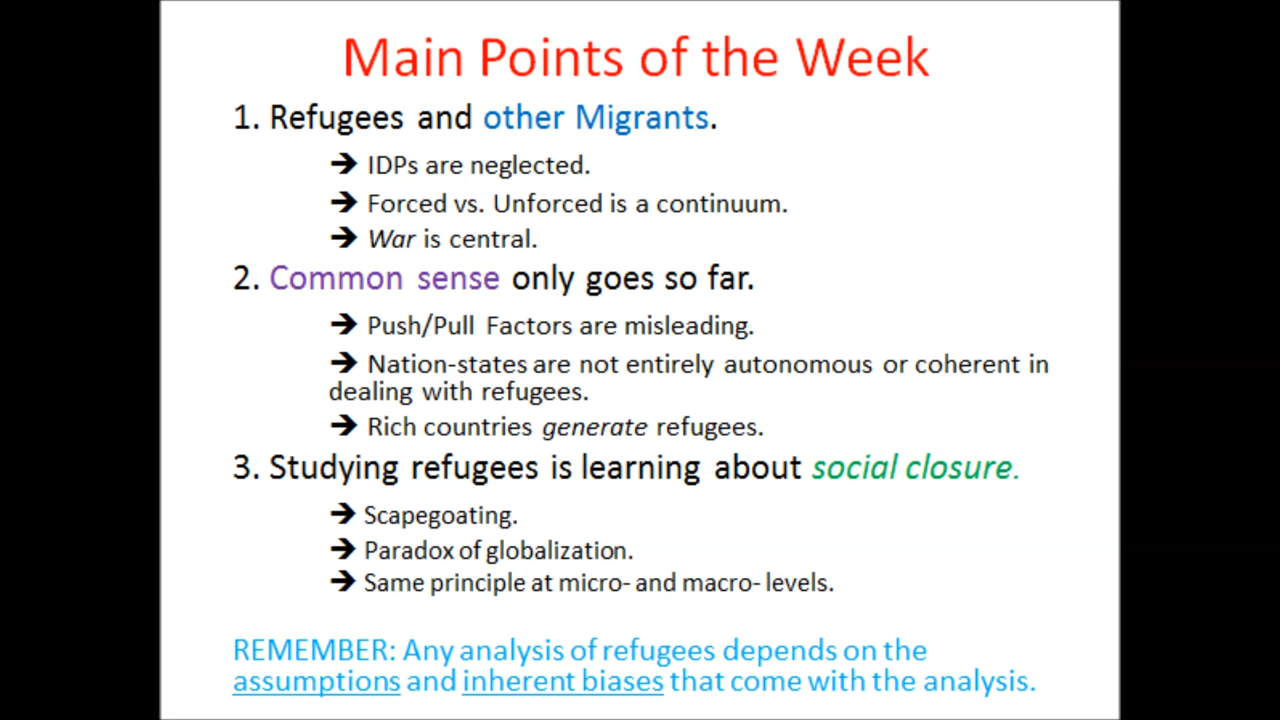 Main Points of the Week
1. Refugees and other Migrants.
➔ IDPs are neglected.
➔ Forced vs. Unforced is a continuum.
➔ War is central.
2. Common sense only goes so far.
➔ Push/Pull Factors are misleading.
➔ Nation-states are not entirely autonomous or coherent in
dealing with refugees.
➔ Rich countries generate refugees.
3. Studying refugees is learning about social closure.
➔ Scapegoating.
➔ Paradox of globalization.
➔ Same principle at micro- and macro- levels.
REMEMBER: Any analysis of refugees depends on the
assumptions and inherent biases that come with the analysis.